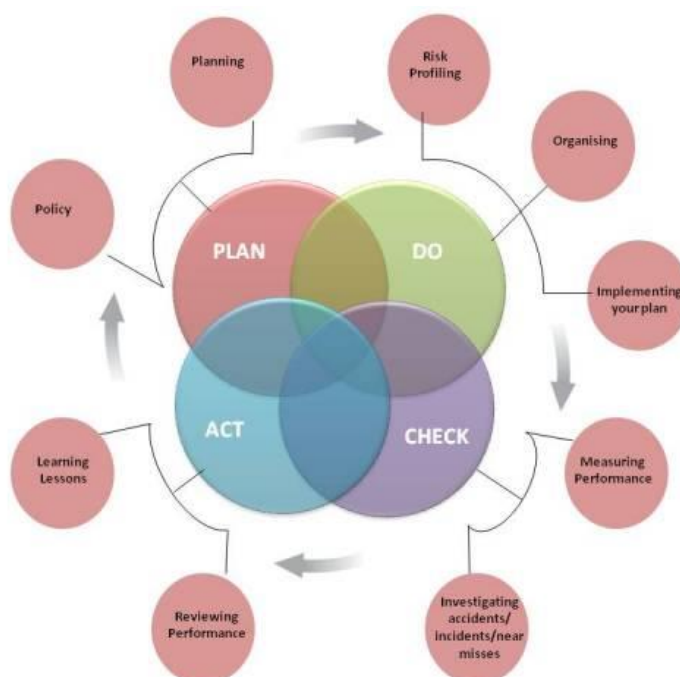 Planning
Risk
Profiling
Organising
Policy
PLAN
DO
Implementing
your plan
ACT
CHECK
Learning
Lessons
Measuring
Performance
Reviewing
Performance
Investigating
accidents/
incidents/near
misses